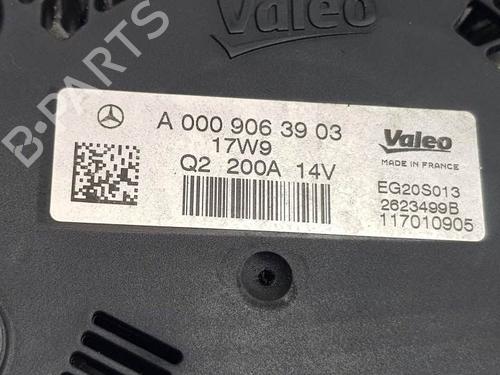 Valeo
B-PARTS
A 000 906 39 03
17W9
Q2 200A 14V
Valeo
MADE IN FRANCE
EG20S013
2623499B
117010905